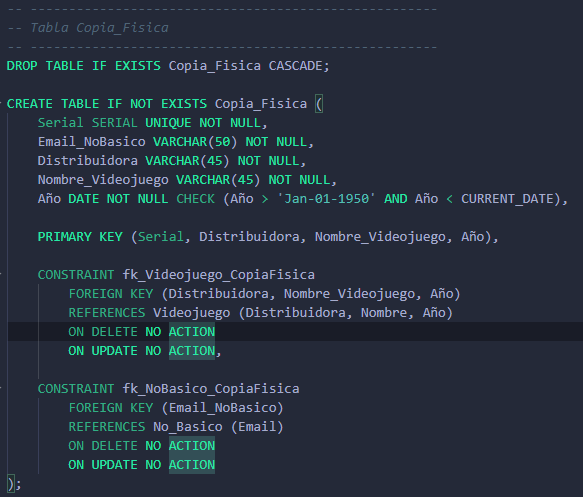 -- ---------------------------------------------------
-- Tabla Copia_Fisica
-- ---------------------------------------------------
DROP TABLE IF EXISTS Copia_Fisica CASCADE;
CREATE TABLE IF NOT EXISTS Copia_Fisica (
Serial SERIAL UNIQUE NOT NULL,
Email_NoBasico VARCHAR(50) NOT NULL,
Distribuidora VARCHAR(45) NOT NULL,
Nombre_Videojuego VARCHAR(45) NOT NULL,
Año DATE NOT NULL CHECK (Año > 'Jan-01-1950' AND Año < CURRENT_DATE),
PRIMARY KEY (Serial, Distribuidora, Nombre_Videojuego, Año),
CONSTRAINT fk_Videojuego_CopiaFisica
FOREIGN KEY (Distribuidora, Nombre_Videojuego, Año)
REFERENCES Videojuego (Distribuidora, Nombre, Año)
ON DELETE NO ACTION
ON UPDATE NO ACTION,
CONSTRAINT fk_NoBasico_CopiaFisica
FOREIGN KEY (Email_NoBasico)
REFERENCES No_Basico (Email)
ON DELETE NO ACTION
ON UPDATE NO ACTION
);